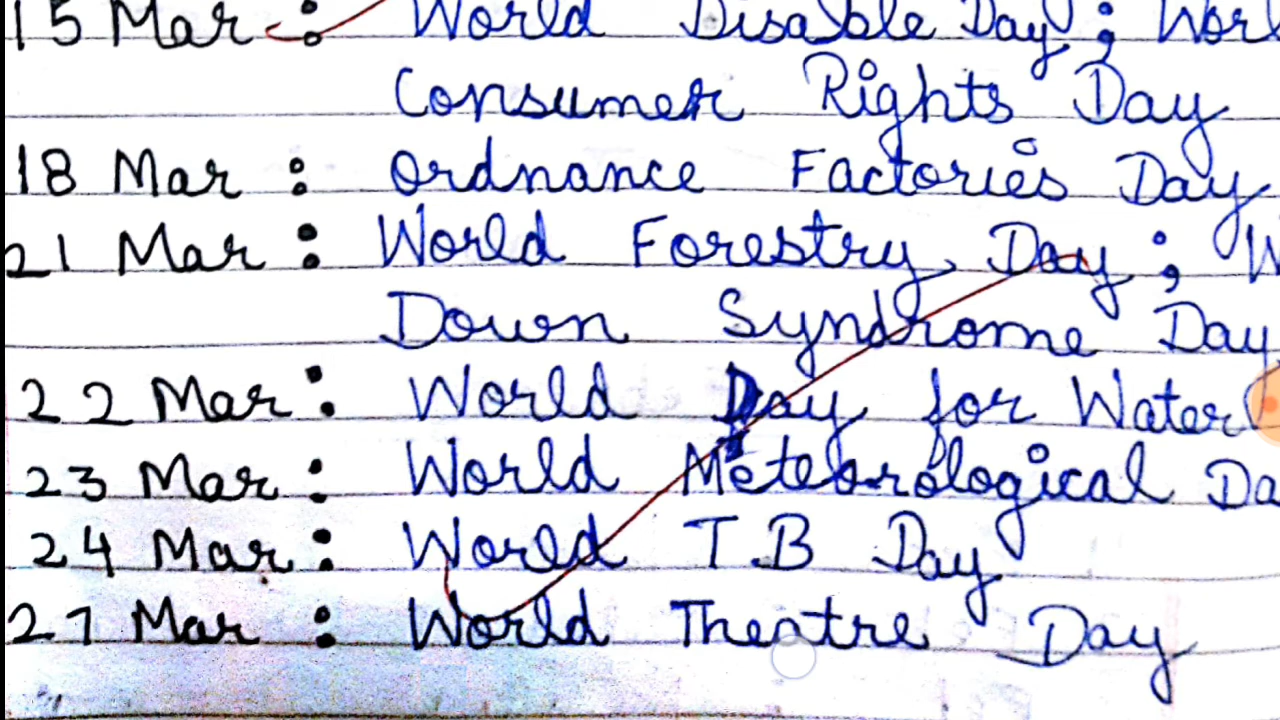 15 Mar : World Disable Day ; Worl
Consumer Rights Day
18 Mar : Ordnance Factories Day
21 Mar : World Forestry Day ; W
Down Syndrome Day
22 Mar : World Day for Water
23 Mar : World Meteorological Da
24 Mar : World T.B Day
27 Mar : World Theatre Day